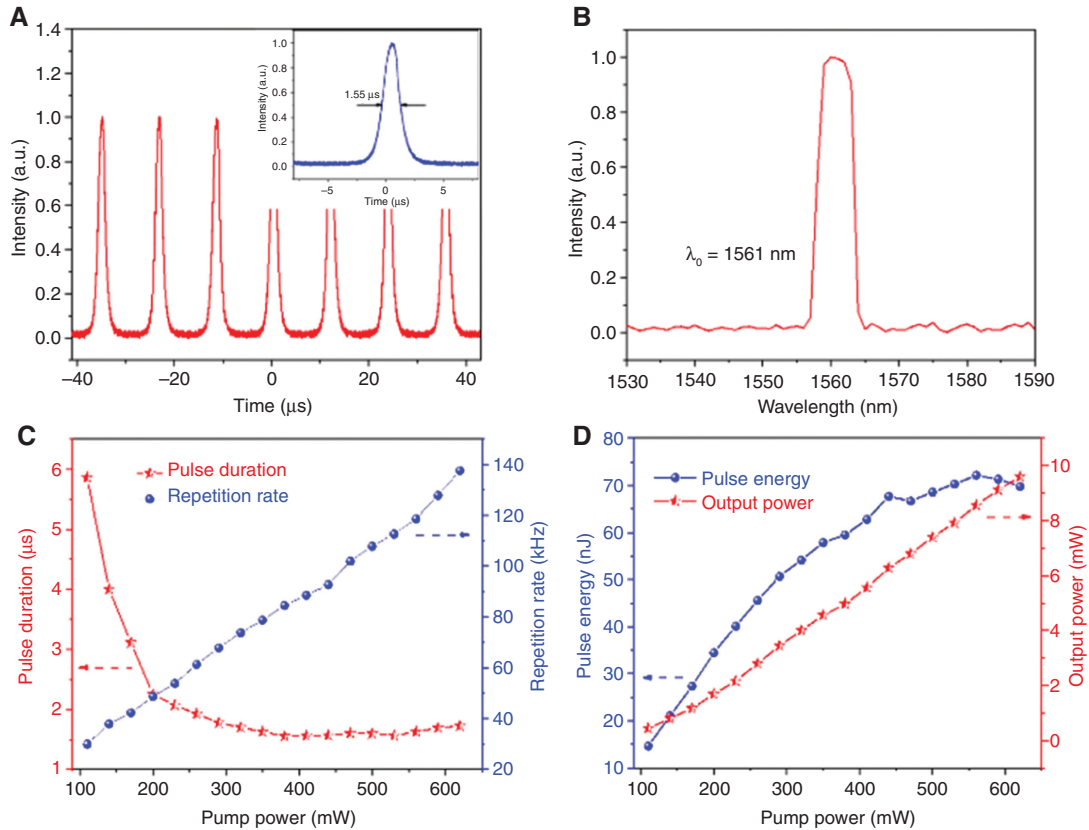 A
Intensity (a.u.)
1.4
1.2
1.0
0.8
0.6
0.4
0.2
0.0
−40
−20
0
20
40
Time (μs)
Intensity (a.u.)
1.0
0.8
0.6
0.4
0.2
0.0
1.55 μs
−5
0
5
Time (μs)
B
Intensity (a.u.)
1.0
0.8
0.6
0.4
0.2
0.0
λ0 = 1561 nm
1530 1540 1550 1560 1570 1580 1590
Wavelength (nm)
C
Pulse duration (μs)
6
5
4
3
2
1
Pulse duration
Repetition rate
140
120
100
80
60
40
20
Repetition rate (kHz)
100 200 300 400 500 600
Pump power (mW)
D
Pulse energy (nJ)
80
70
60
50
40
30
20
10
Pulse energy
Output power
10
8
6
4
2
0
Output power (mW)
100 200 300 400 500 600
Pump power (mW)